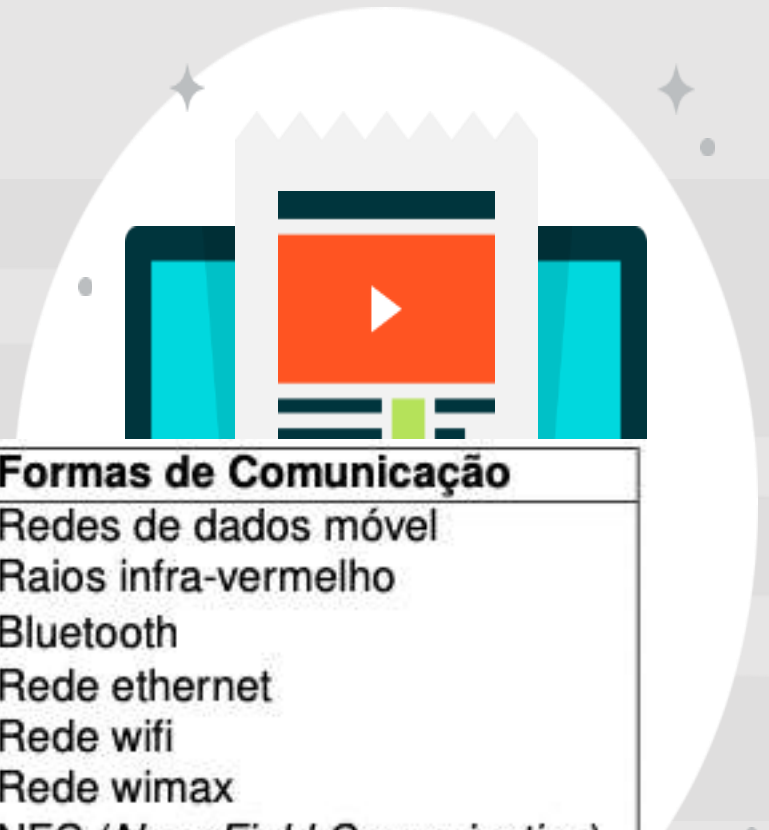 Formas de Comunicação
Redes de dados móvel
Raios infra-vermelho
Bluetooth
Rede ethernet
Rede wifi
Rede wimax